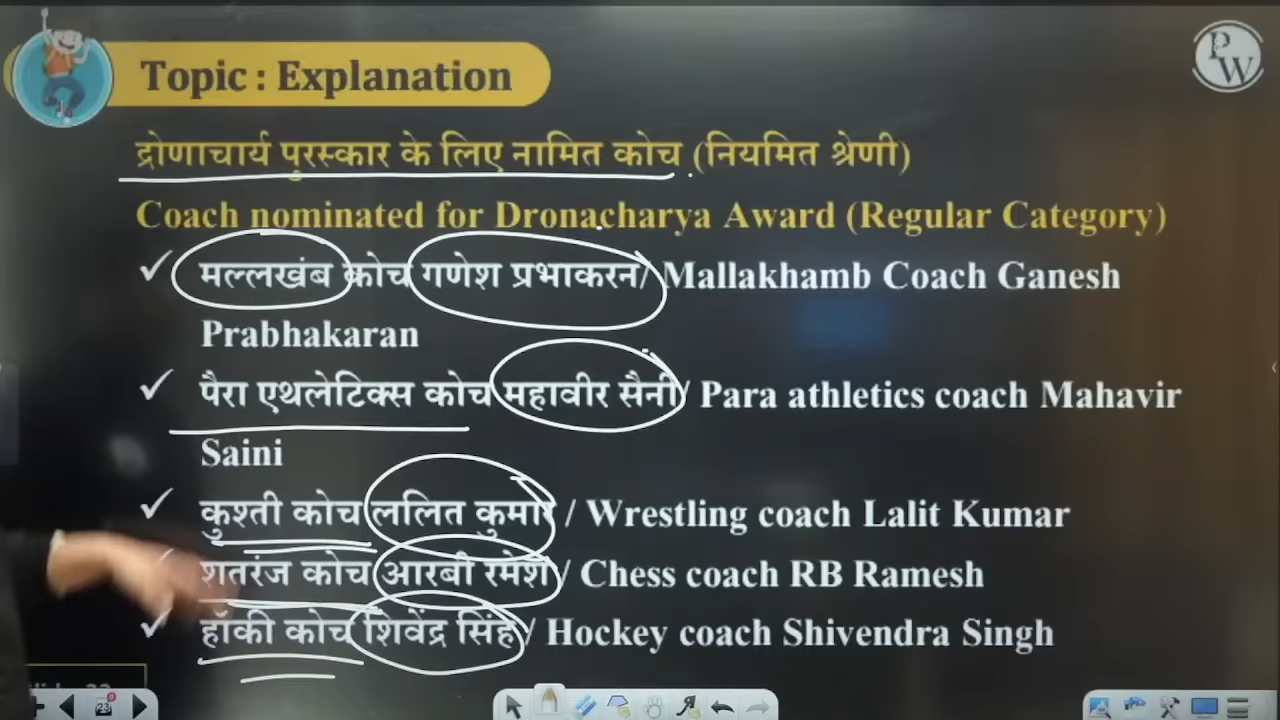 Topic : Explanation
PW
द्रोणाचार्य पुरस्कार के लिए नामित कोच (नियमित श्रेणी)
Coach nominated for Dronacharya Award (Regular Category)
मल्लखंब कोच गणेश प्रभाकरन/ Mallakhamb Coach Ganesh
Prabhakaran
पैरा एथलेटिक्स कोच महावीर सैनी/ Para athletics coach Mahavir
Saini
कुश्ती कोच ललित कुमार / Wrestling coach Lalit Kumar
शतरंज कोच आरबी रमेश/ Chess coach RB Ramesh
हॉकी कोच शिवेंद्र सिंह/ Hockey coach Shivendra Singh
23